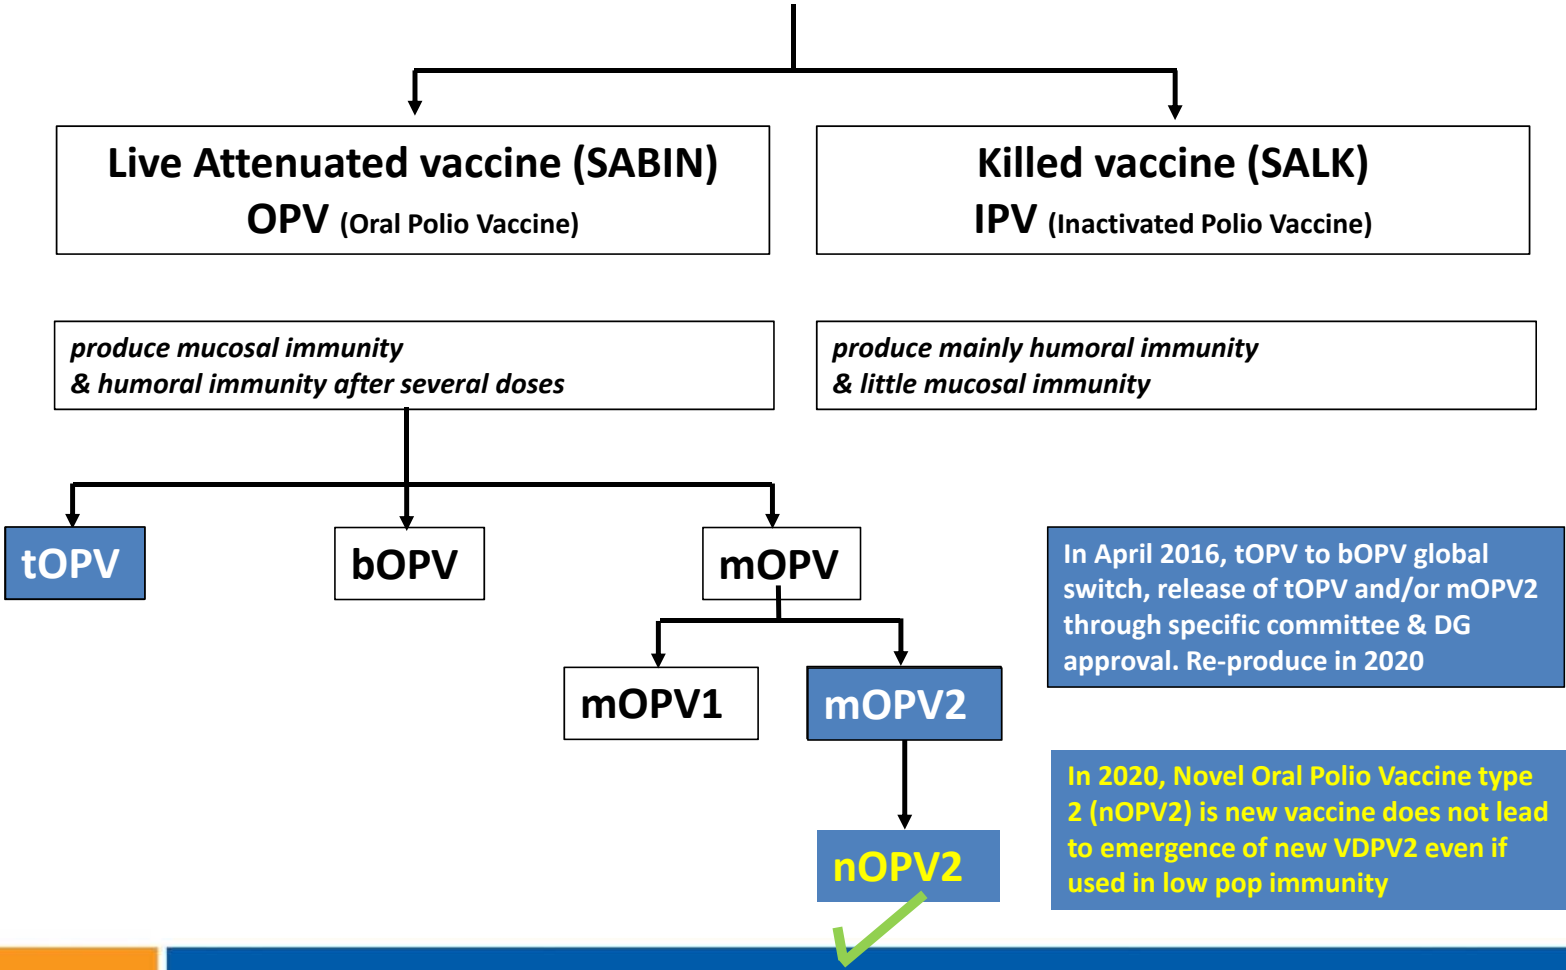 Live Attenuated vaccine (SABIN)
OPV (Oral Polio Vaccine)
Killed vaccine (SALK)
IPV (Inactivated Polio Vaccine)
produce mucosal immunity
& humoral immunity after several doses
produce mainly humoral immunity
& little mucosal immunity
tOPV
bOPV
mOPV
In April 2016, tOPV to bOPV global
switch, release of tOPV and/or mOPV2
through specific committee & DG
approval. Re-produce in 2020
mOPV1
mOPV2
In 2020, Novel Oral Polio Vaccine type
2 (nOPV2) is new vaccine does not lead
to emergence of new VDPV2 even if
used in low pop immunity
nOPV2